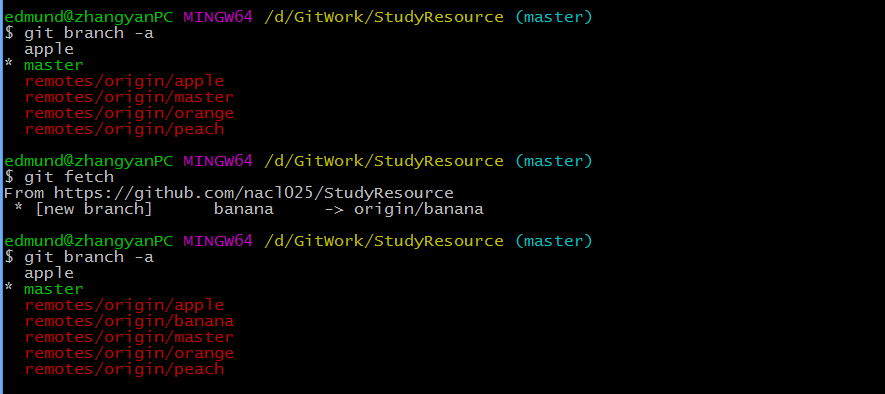 edmund@zhangyanPC MINGW64 /d/GitWork/StudyResource (master)
$ git branch -a
  apple
* master
  remotes/origin/apple
  remotes/origin/master
  remotes/origin/orange
  remotes/origin/peach

edmund@zhangyanPC MINGW64 /d/GitWork/StudyResource (master)
$ git fetch
From https://github.com/nacl025/StudyResource
 * [new branch]      banana     -> origin/banana

edmund@zhangyanPC MINGW64 /d/GitWork/StudyResource (master)
$ git branch -a
  apple
* master
  remotes/origin/apple
  remotes/origin/banana
  remotes/origin/master
  remotes/origin/orange
  remotes/origin/peach